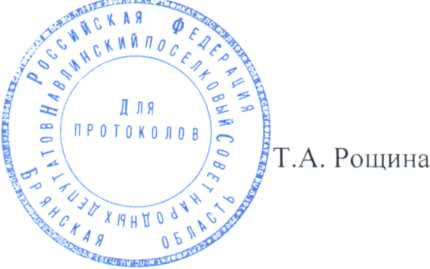 РОССИЙСКАЯ ФЕДЕРАЦИЯ
БРЯНСКАЯ ОБЛАСТЬ
НАВЛИНСКИЙ ПОСЕЛКОВЫЙ СОВЕТ НАРОДНЫХ ДЕПУТАТОВ
ДЛЯ
ПРОТОКОЛОВ
Т.А. Рощина